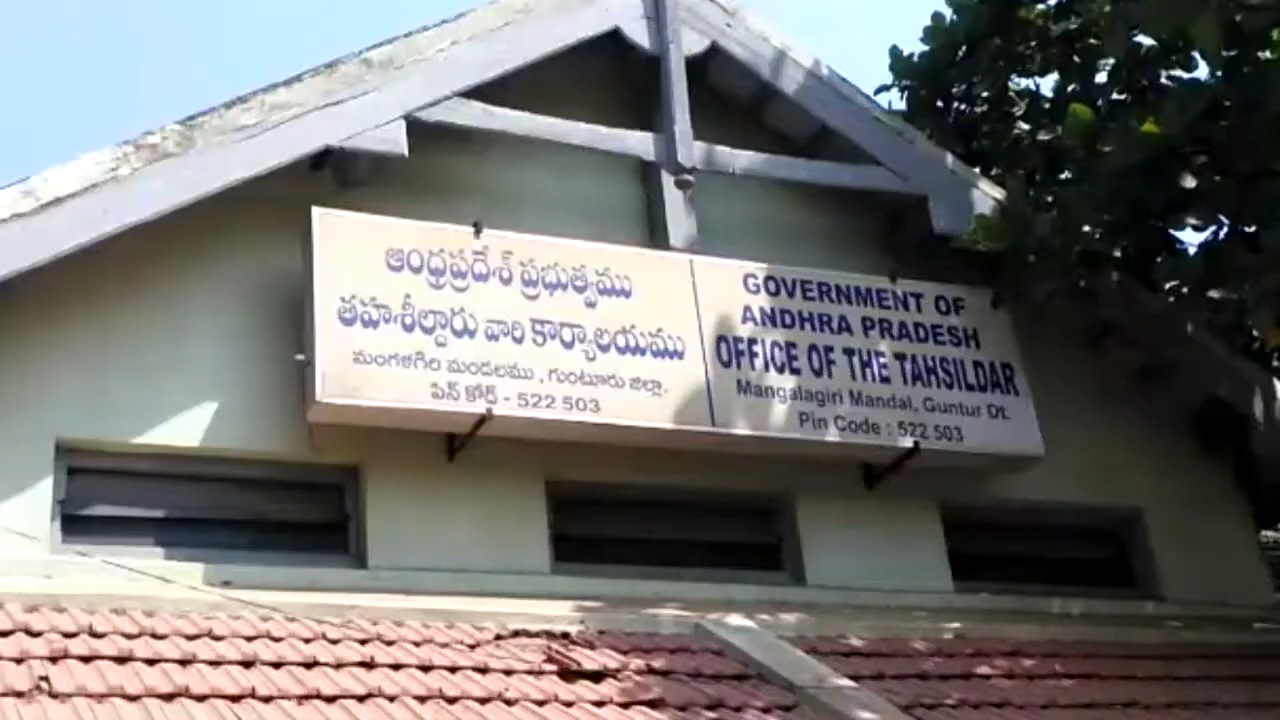 ఆంధ్రప్రదేశ్ ప్రభుత్వము
తహశీల్దారు వారి కార్యాలయము
మంగళగిరి మండలము, గుంటూరు జిల్లా.
పిన్ కోడ్ - 522 503
GOVERNMENT OF
ANDHRA PRADESH
OFFICE OF THE TAHSILDAR
Mangalagiri Mandal, Guntur Dt.
Pin Code : 522 503